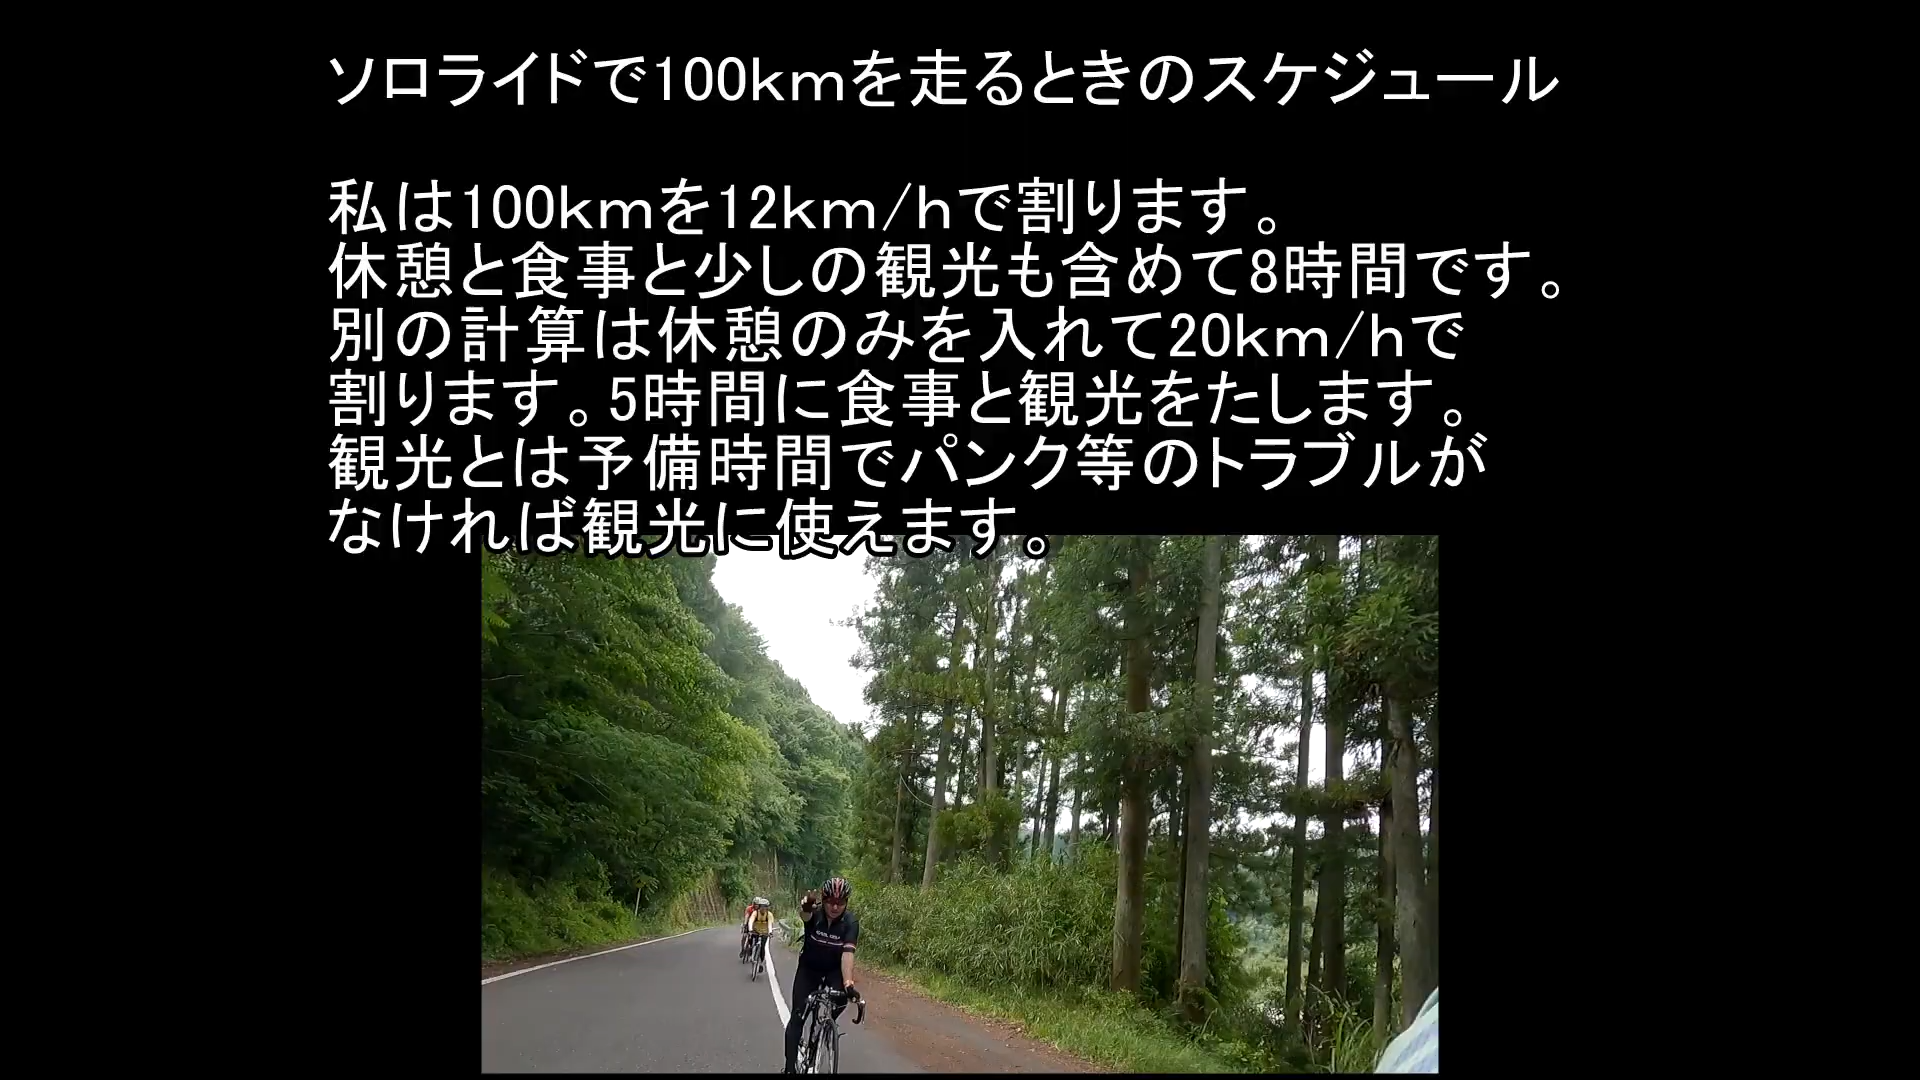 ソロライドで100kmを走るときのスケジュール
私は100kmを12km/hで割ります。
休憩と食事と少しの観光も含めて8時間です。
別の計算は休憩のみを入れて20km/hで
割ります。5時間に食事と観光をたします。
観光とは予備時間でパンク等のトラブルが
なければ観光に使えます。